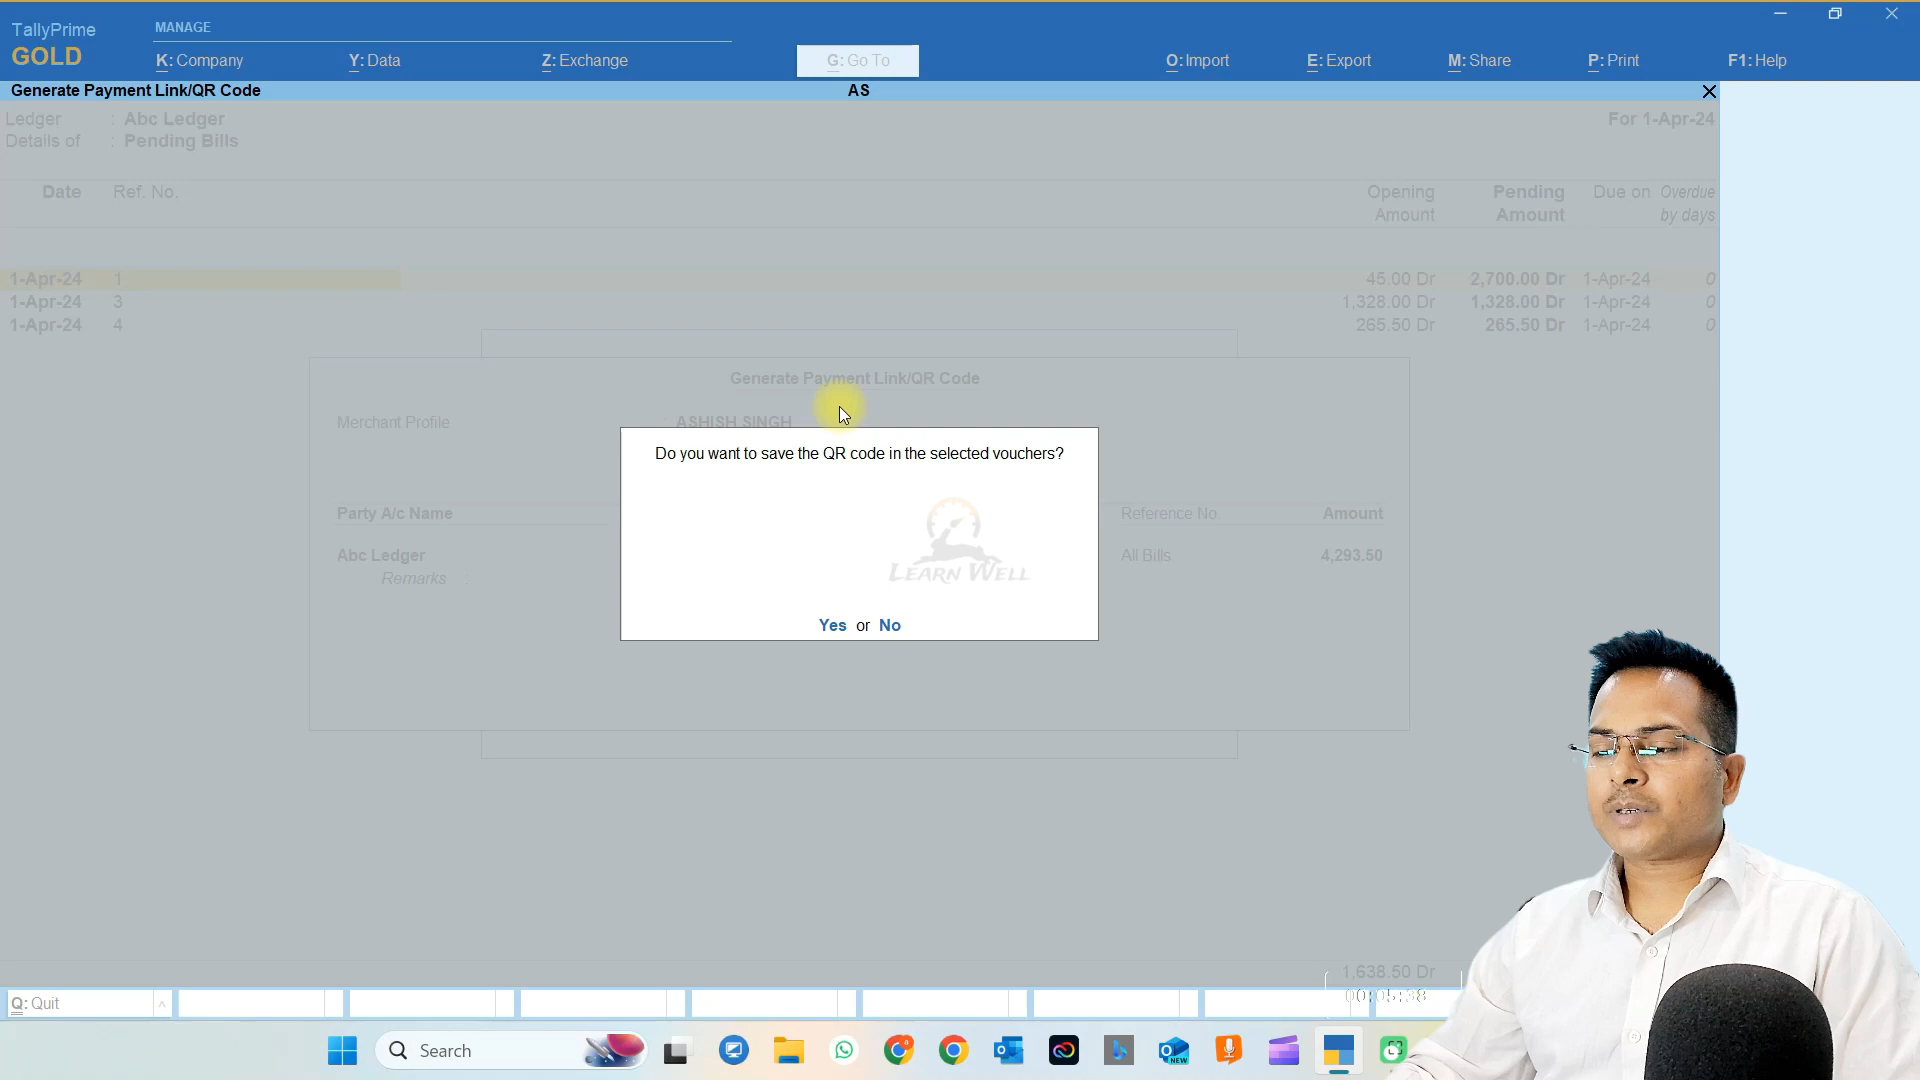 TallyPrime
GOLD
MANAGE
K: Company
Y: Data
Z: Exchange
G: Go To
O: Import
E: Export
M: Share
P: Print
F1: Help
Generate Payment Link/QR Code
AS
Ledger : Abc Ledger
For 1-Apr-24
Details of : Pending Bills
Date Ref. No. Opening Amount Pending Amount Due on Overdue by days
1-Apr-24 1 45.00 Dr 2,700.00 Dr 1-Apr-24 0
1-Apr-24 3 1,328.00 Dr 1,328.00 Dr 1-Apr-24 0
1-Apr-24 4 265.50 Dr 265.50 Dr 1-Apr-24 0
Generate Payment Link/QR Code
Merchant Profile : ASHISH SINGH
Do you want to save the QR code in the selected vouchers?
LEARN WELL
Yes or No
Party A/c Name Reference No. Amount
Abc Ledger All Bills 4,293.50
Remarks :
1,638.50 Dr
00:05:38
Q: Quit
Search
NEW